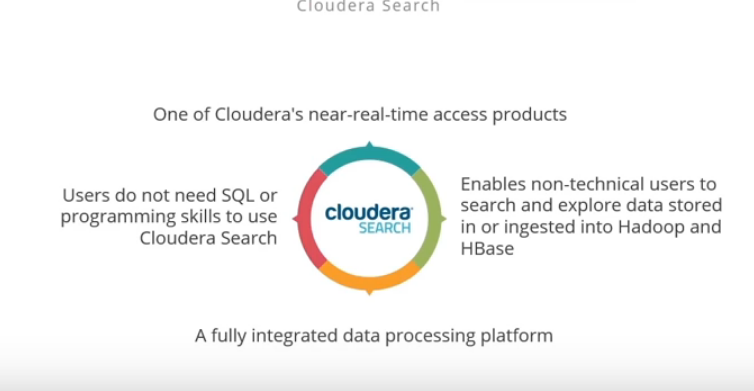 Cloudera Search
One of Cloudera's near-real-time access products
Users do not need SQL or
programming skills to use
Cloudera Search
cloudera
SEARCH
Enables non-technical users to
search and explore data stored
in or ingested into Hadoop and
HBase
A fully integrated data processing platform